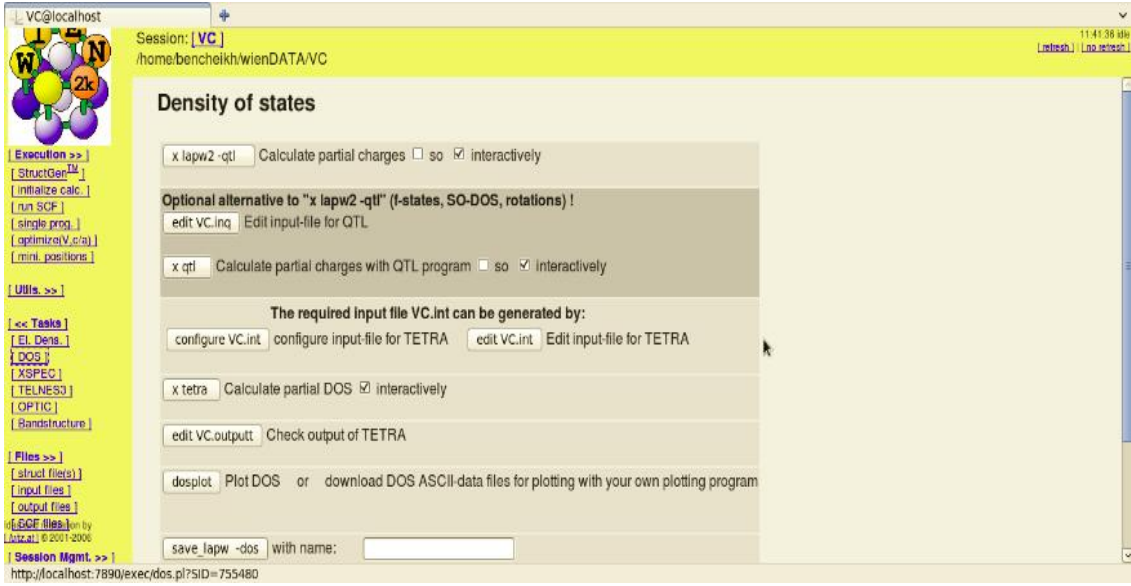 VC@localhost
W I E N
2k
Session: [ VC ]
/home/bencheikh/wienDATA/VC
11:41:36 idle
[ refresh ] [ no refresh ]
Density of states
[ Execution >> ]
[ StructGen™ ]
[ initialize calc. ]
[ run SCF ]
[ single prog. ]
[ optimize(V,c/a) ]
[ mini. positions ]
[ Utils. >> ]
[ << Tasks ]
[ El. Dens. ]
[ DOS ]
[ XSPEC ]
[ TELNES3 ]
[ OPTIC ]
[ Bandstructure ]
[ Files >> ]
[ struct file(s) ]
[ input files ]
[ output files ]
[ SCF files ]
© 2001-2006
[ Session Mgmt. >> ]
x lapw2 -qtl Calculate partial charges so interactively
Optional alternative to "x lapw2 -qtl" (f-states, SO-DOS, rotations) !
edit VC.inq Edit input-file for QTL
x qtl Calculate partial charges with QTL program so interactively
The required input file VC.int can be generated by:
configure VC.int configure input-file for TETRA edit VC.int Edit input-file for TETRA
x tetra Calculate partial DOS interactively
edit VC.outputt Check output of TETRA
dosplot Plot DOS or download DOS ASCII-data files for plotting with your own plotting program
save_lapw -dos with name:
http://localhost:7890/exec/dos.pl?SID=755480